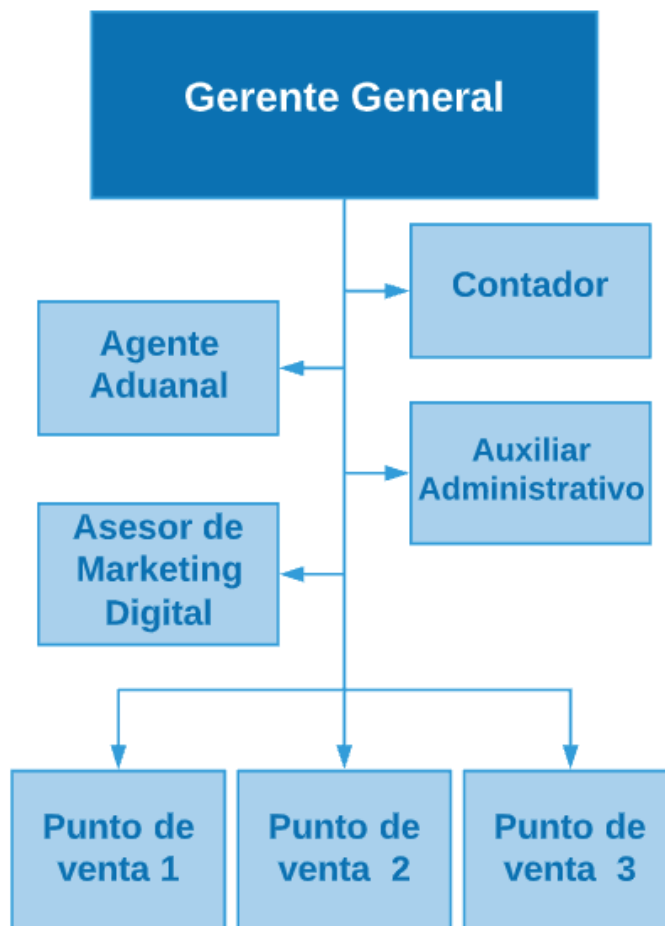 Gerente General
Contador
Agente
Aduanal
Auxiliar
Administrativo
Asesor de
Marketing
Digital
Punto de
venta 1
Punto de
venta 2
Punto de
venta 3